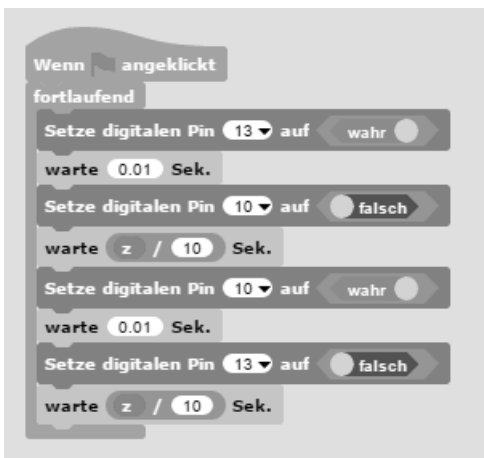 Wenn angeklickt
fortlaufend
Setze digitalen Pin 13 auf wahr
warte 0.01 Sek.
Setze digitalen Pin 10 auf falsch
warte z / 10 Sek.
Setze digitalen Pin 10 auf wahr
warte 0.01 Sek.
Setze digitalen Pin 13 auf falsch
warte z / 10 Sek.